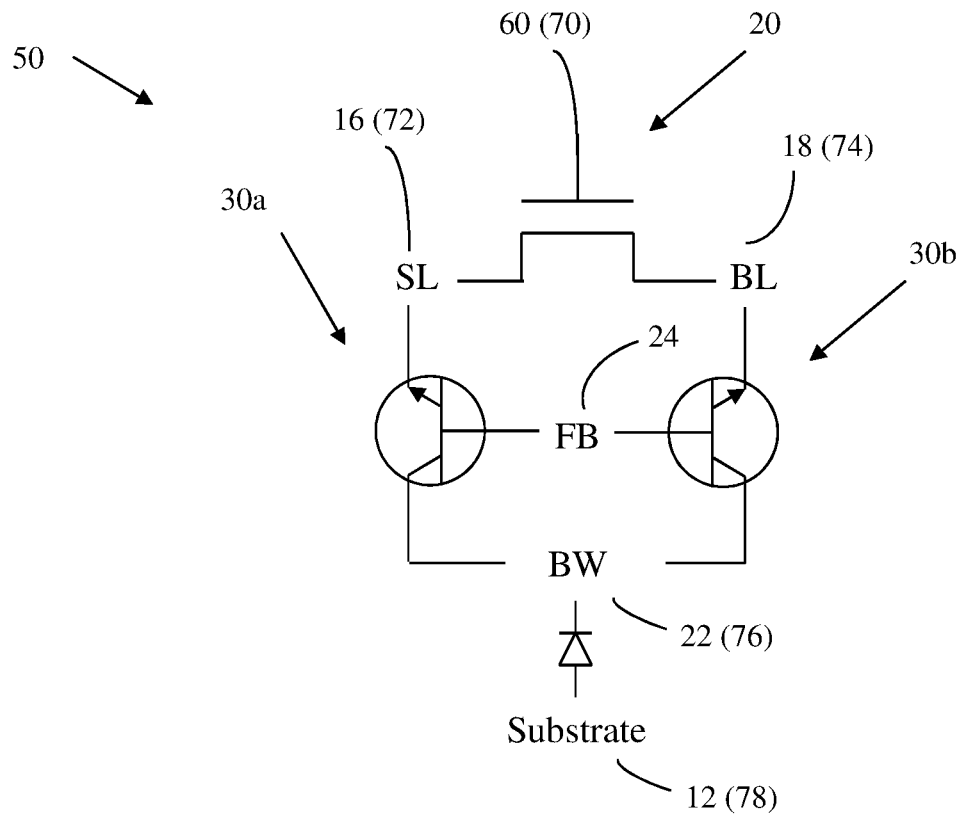 60 (70)
20
50
16 (72)
18 (74)
30a
30b
SL
BL
24
FB
BW
22 (76)
Substrate
12 (78)